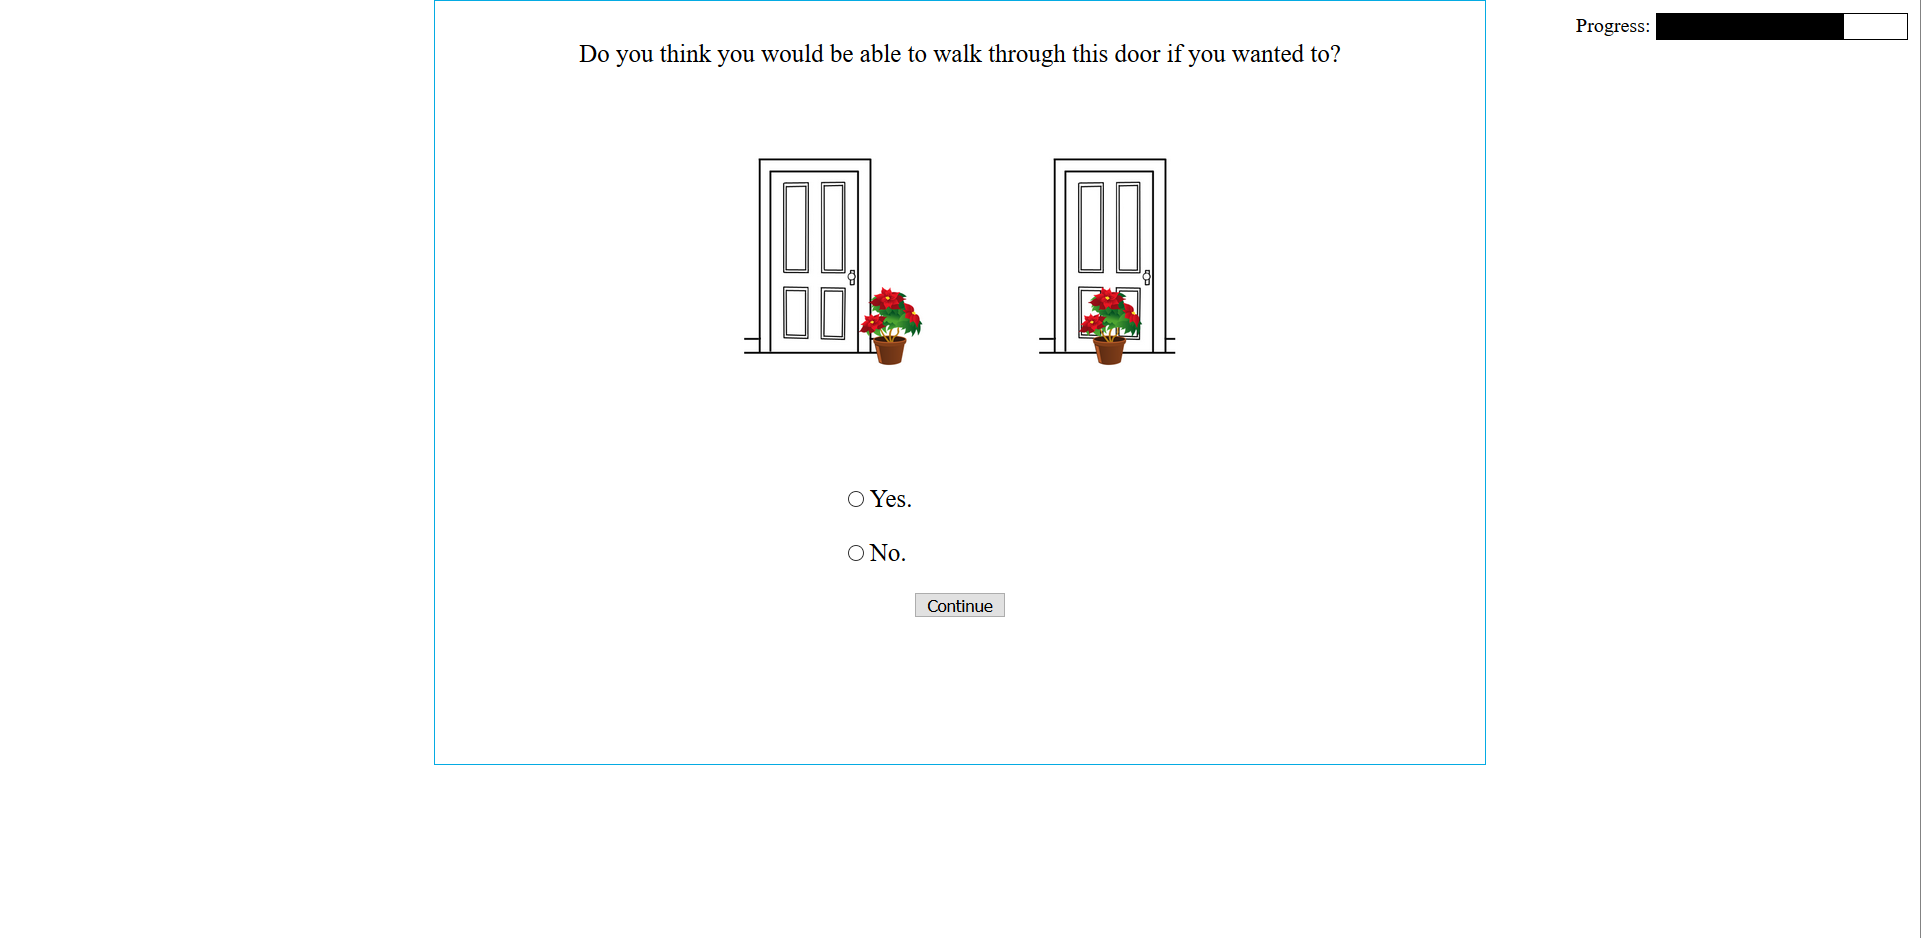 Progress:
Do you think you would be able to walk through this door if you wanted to?
Yes.
No.
Continue